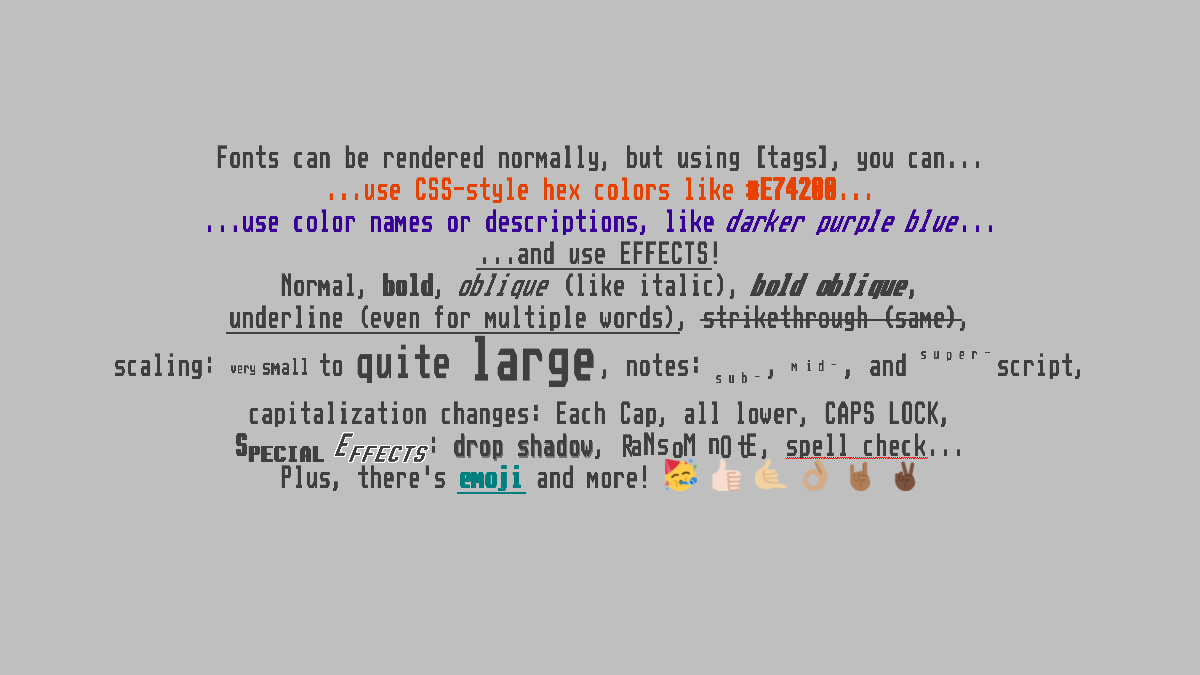 Fonts can be rendered normally, but using [tags], you can...
...use CSS-style hex colors like #E74200...
...use color names or descriptions, like darker purple blue...
...and use EFFECTS!
Normal, bold, oblique (like italic), bold oblique,
underline (even for multiple words), strikethrough (same),
scaling: very small to quite large, notes: sub-, mid-, and super-script,
capitalization changes: Each Cap, all lower, CAPS LOCK,
SPECIAL EFFECTS: drop shadow, RaNsoM nOtE, spell check...
Plus, there's emoji and more! 🥳 👍🏻 🤙🏼 👌🏽 🤘🏾 ✌🏿